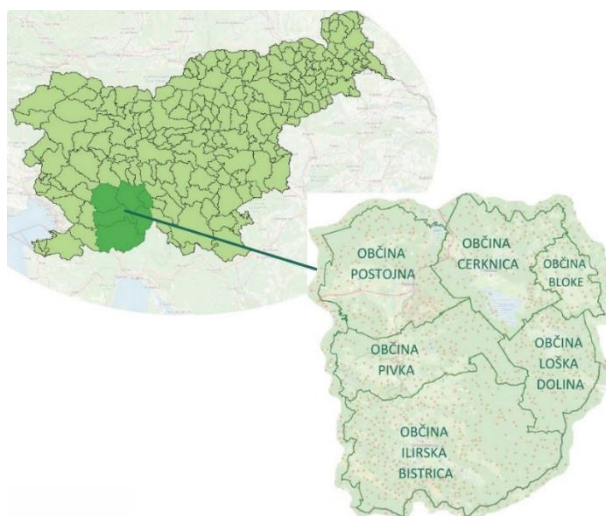 OBČINA
POSTOJNA
OBČINA
CERKNICA
OBČINA
BLOKE
OBČINA
PIVKA
OBČINA
LOŠKA
DOLINA
OBČINA
ILIRSKA
BISTRICA